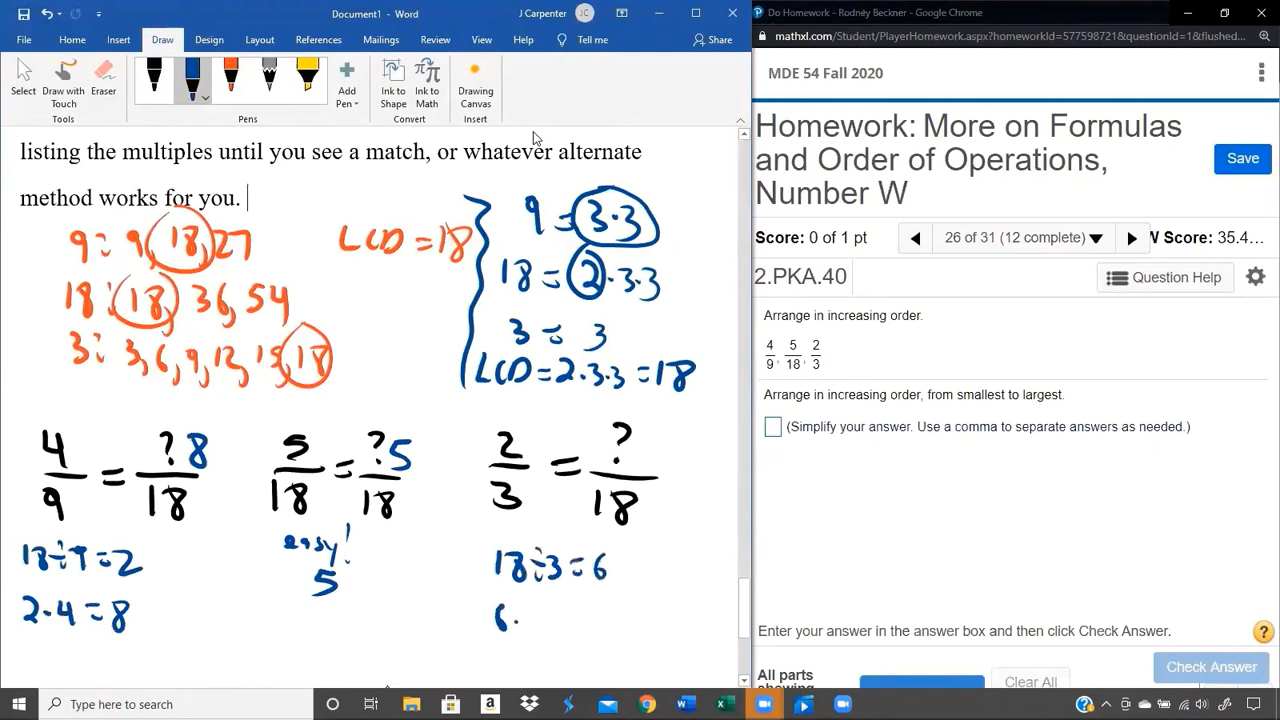 Document1 - Word
J Carpenter
JC
File Home Insert Draw Design Layout References Mailings Review View Help Tell me Share
Select
Draw with
Touch
Eraser
Add
Pen
Ink to
Shape
Ink to
Math
Drawing
Canvas
Tools
Pens
Convert
Insert
listing the multiples until you see a match, or whatever alternate
method works for you.
9: 9, 18, 27
18: 18, 36, 54
3: 3, 6, 9, 12, 15, 18
LCD = 18
9 = 3·3
18 = 2·3·3
3 = 3
LCD = 2·3·3 = 18
4/9 = ?/18 8
5/18 = ?/18 5
2/3 = ?/18
18÷9=2
2·4=8
easy!
5
18÷3=6
6·
Type here to search
Do Homework - Rodney Beckner - Google Chrome
mathxl.com/Student/PlayerHomework.aspx?homeworkId=577598721&questionId=1&flushed...
MDE 54 Fall 2020
Homework: More on Formulas
and Order of Operations,
Number W
Save
Score: 0 of 1 pt
26 of 31 (12 complete)
W Score: 35.4...
2.PKA.40
Question Help
Arrange in increasing order.
4/9, 5/18, 2/3
Arrange in increasing order, from smallest to largest.
(Simplify your answer. Use a comma to separate answers as needed.)
Enter your answer in the answer box and then click Check Answer.
?
All parts
showing
Clear All
Check Answer